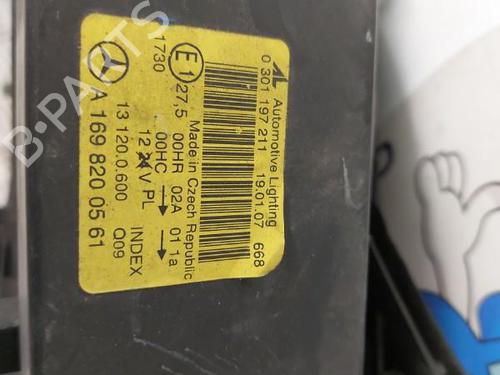 Automotive Lighting
0 301 197 211
19.01.07 668
Made in Czech Republic
E1 27,5 00HR 02A 01 1a
1730 00HC → →
12 24 V PL
13 120 0.600 INDEX Q09
A 169 820 05 61
B-PARTS